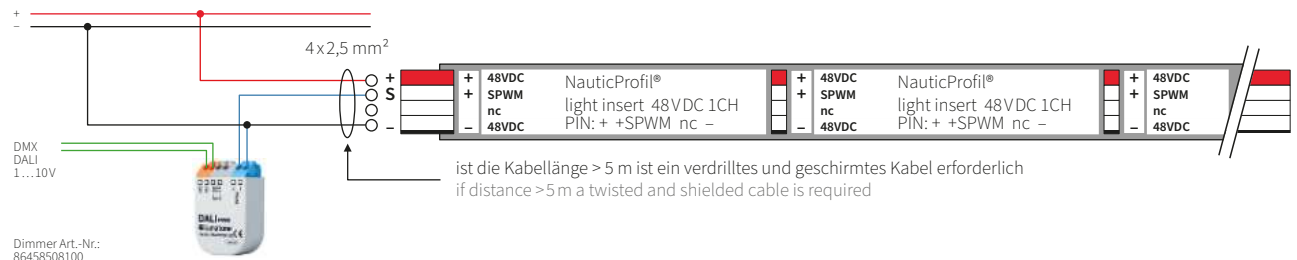 +
–
4 x 2,5 mm²
+
S
–
+ 48VDC
+ SPWM
nc
– 48VDC
NauticProfil®
light insert 48VDC 1CH
PIN: + +SPWM nc –
+ 48VDC
+ SPWM
nc
– 48VDC
NauticProfil®
light insert 48VDC 1CH
PIN: + +SPWM nc –
+ 48VDC
+ SPWM
nc
– 48VDC
DMX
DALI
1…10V
ist die Kabellänge > 5 m ist ein verdrilltes und geschirmtes Kabel erforderlich
if distance >5 m a twisted and shielded cable is required
DALI
Dimmer Art.-Nr.:
86458508100